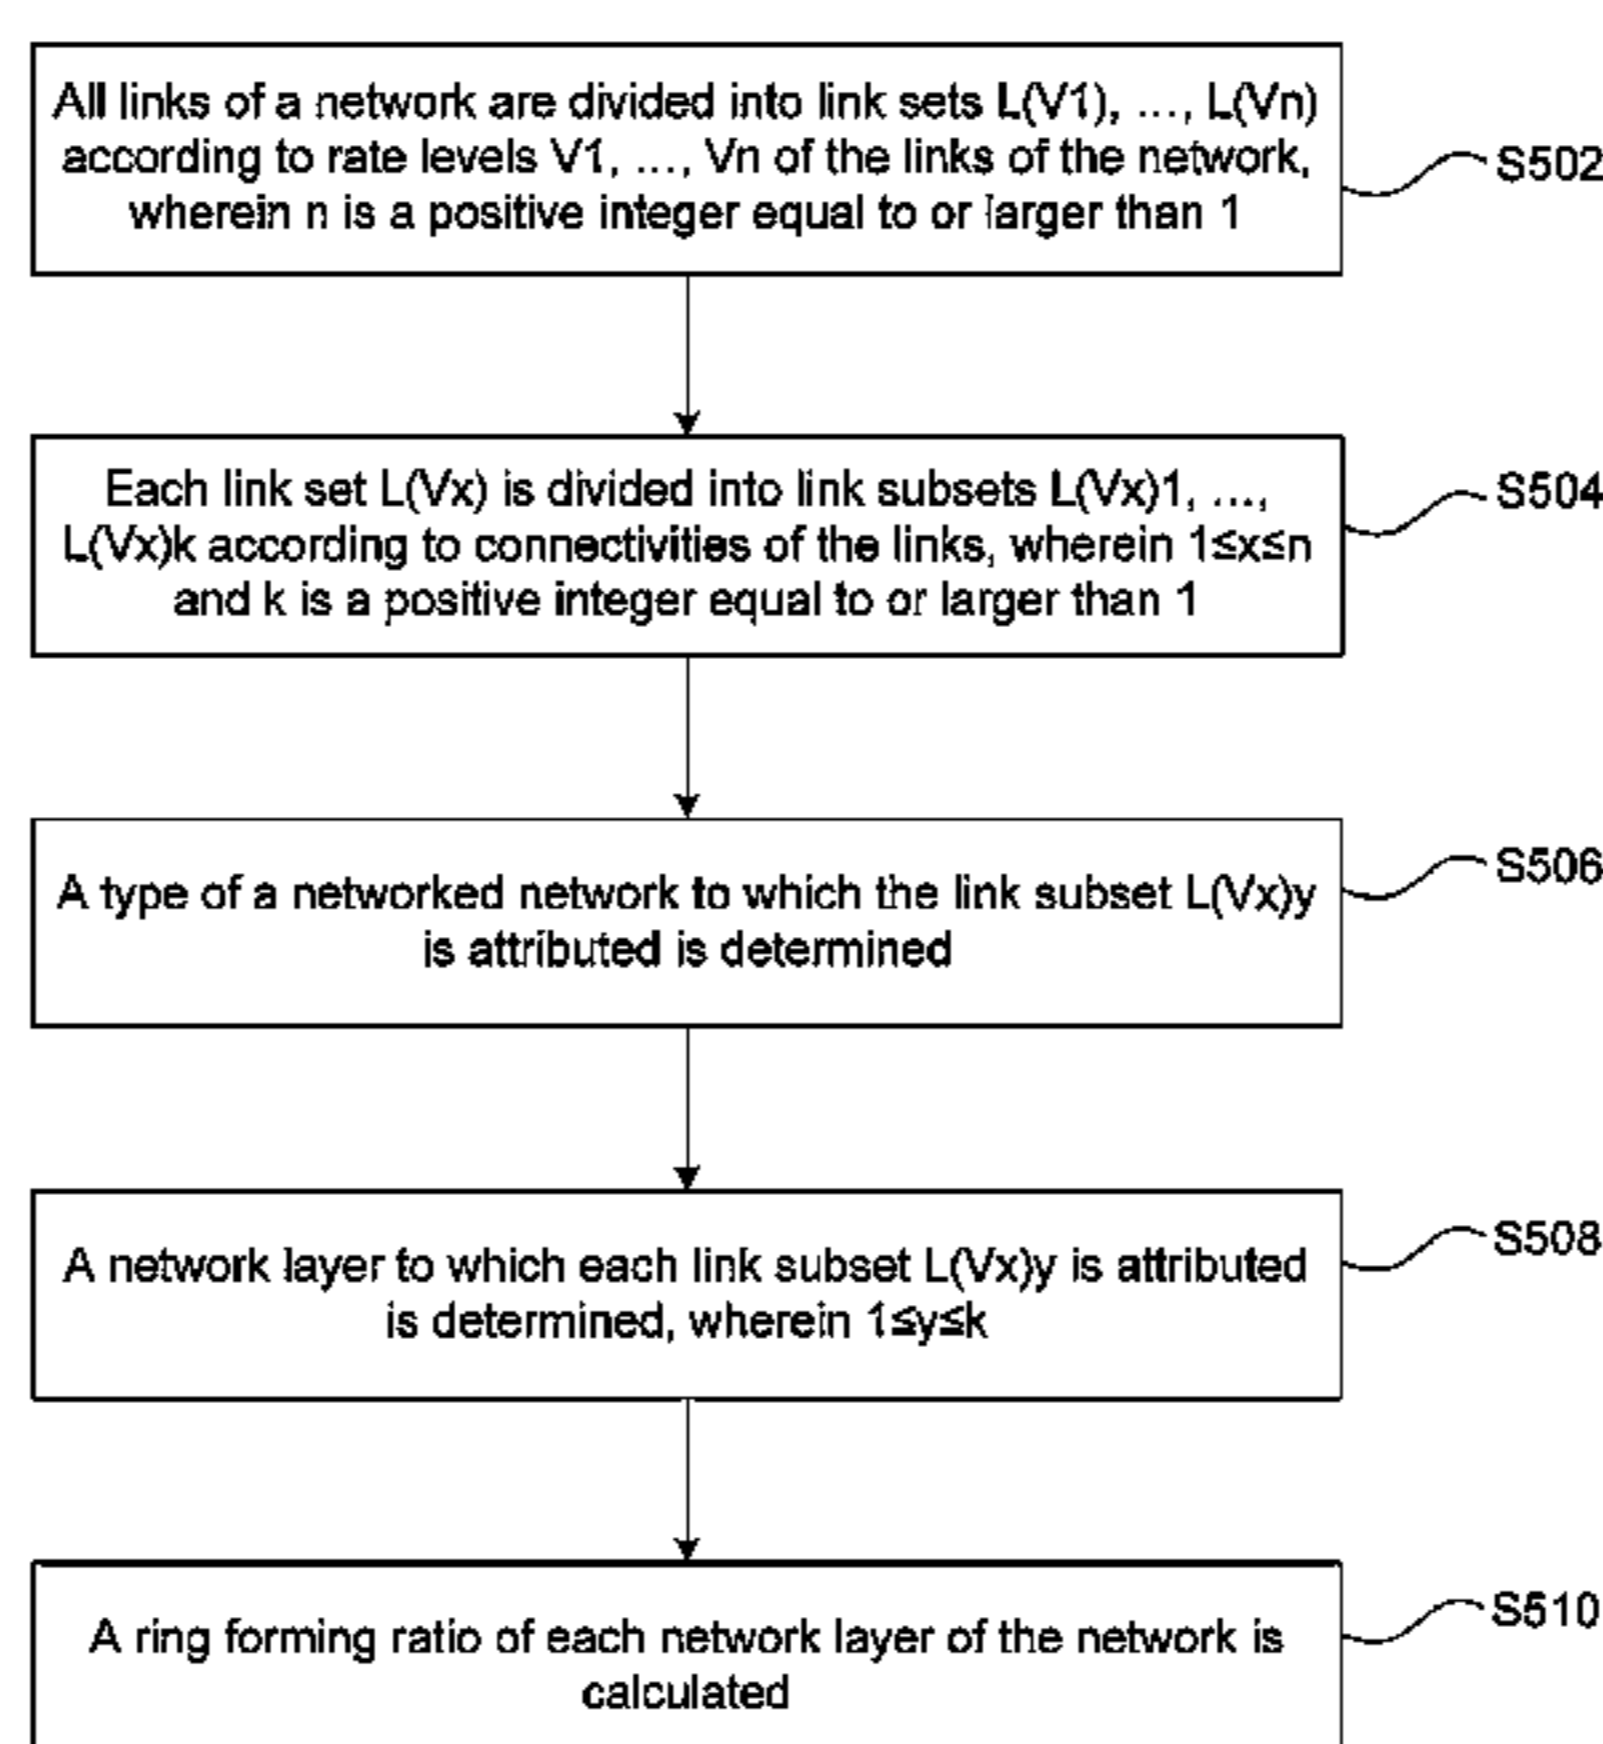 All links of a network are divided into link sets L(V1), ..., L(Vn)
according to rate levels V1, ..., Vn of the links of the network,
wherein n is a positive integer equal to or larger than 1
S502
Each link set L(Vx) is divided into link subsets L(Vx)1, ...,
L(Vx)k according to connectivities of the links, wherein 1≤x≤n
and k is a positive integer equal to or larger than 1
S504
A type of a networked network to which the link subset L(Vx)y
is attributed is determined
S506
A network layer to which each link subset L(Vx)y is attributed
is determined, wherein 1≤y≤k
S508
A ring forming ratio of each network layer of the network is
calculated
S510